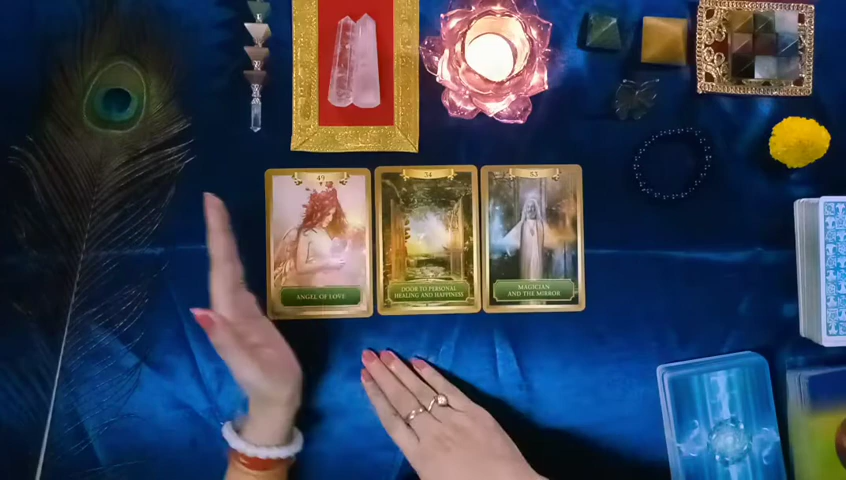 49
ANGEL OF LOVE
34
DOOR TO PERSONAL
HEALING AND HAPPINESS
53
MAGICIAN
AND THE MIRROR